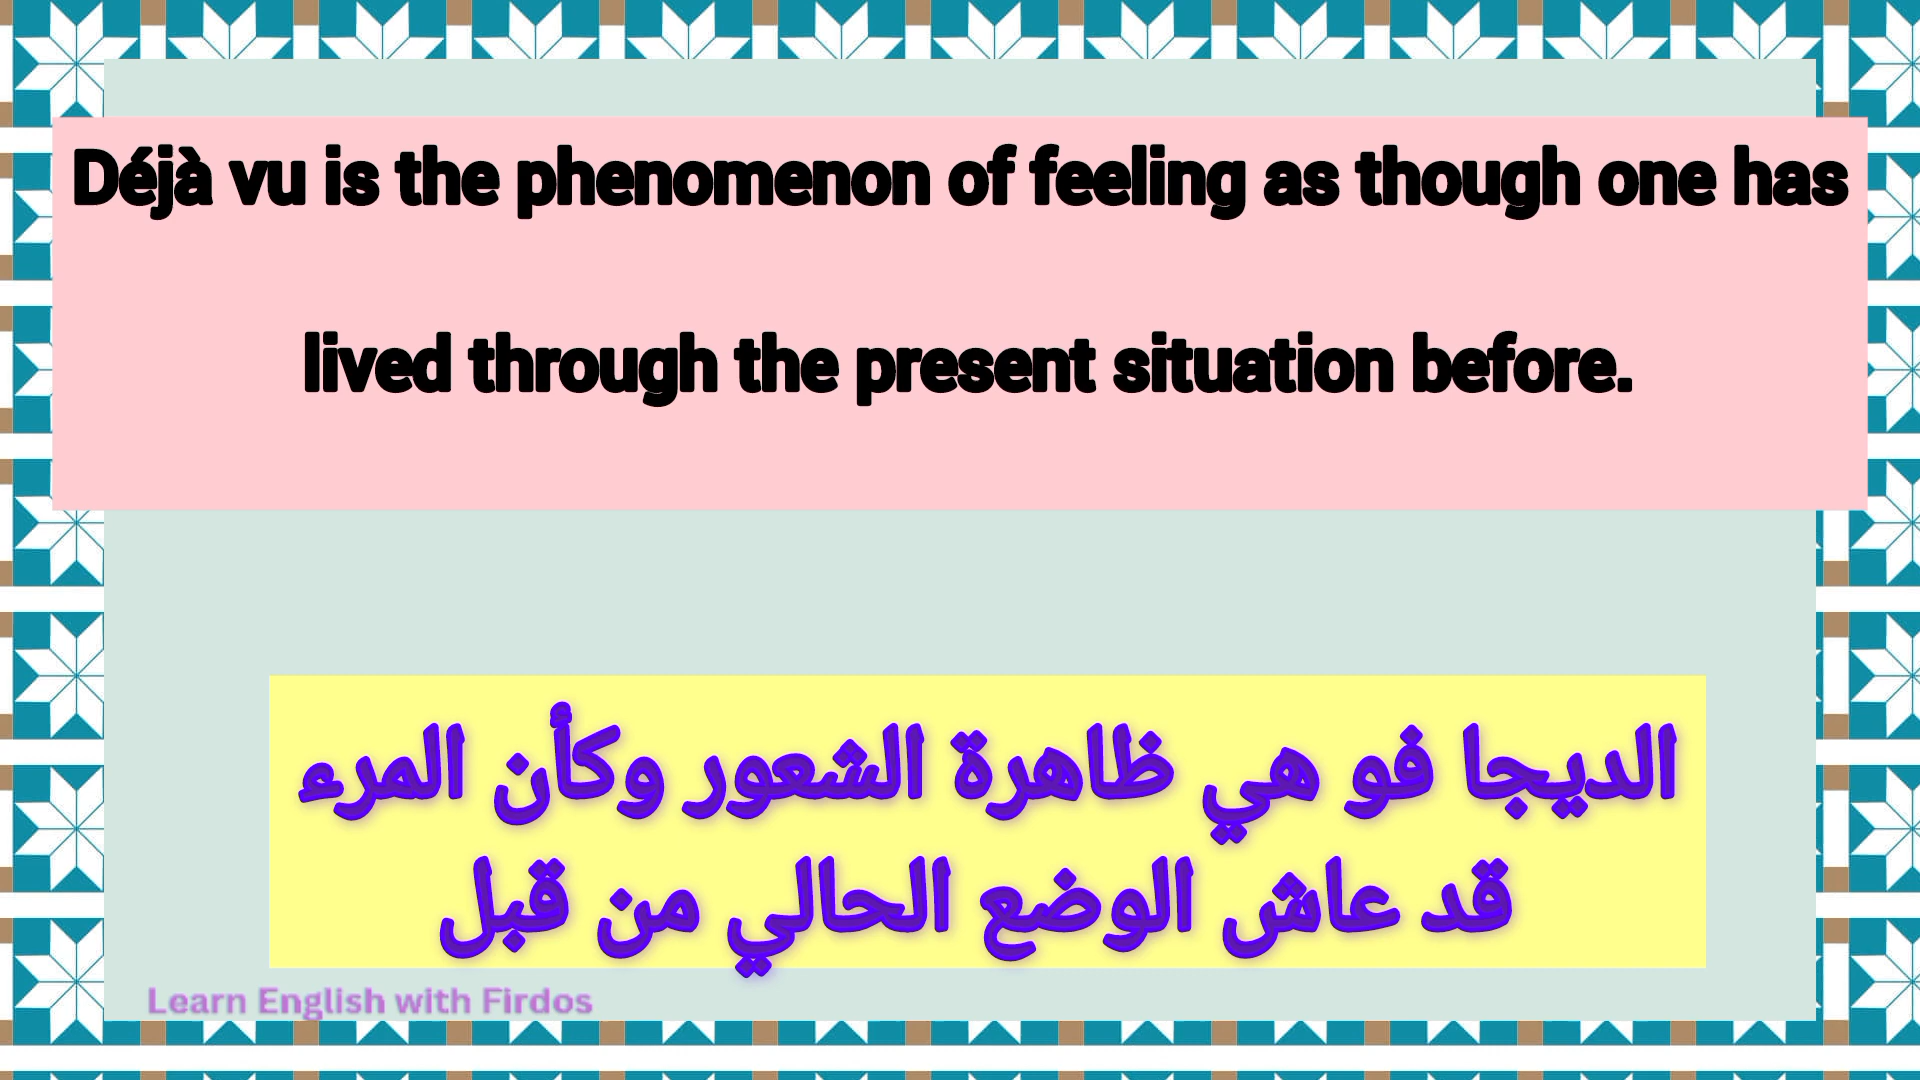 Déjà vu is the phenomenon of feeling as though one has
lived through the present situation before.
الديجا فو هي ظاهرة الشعور وكأن المرء
قد عاش الوضع الحالي من قبل
Learn English with Firdos